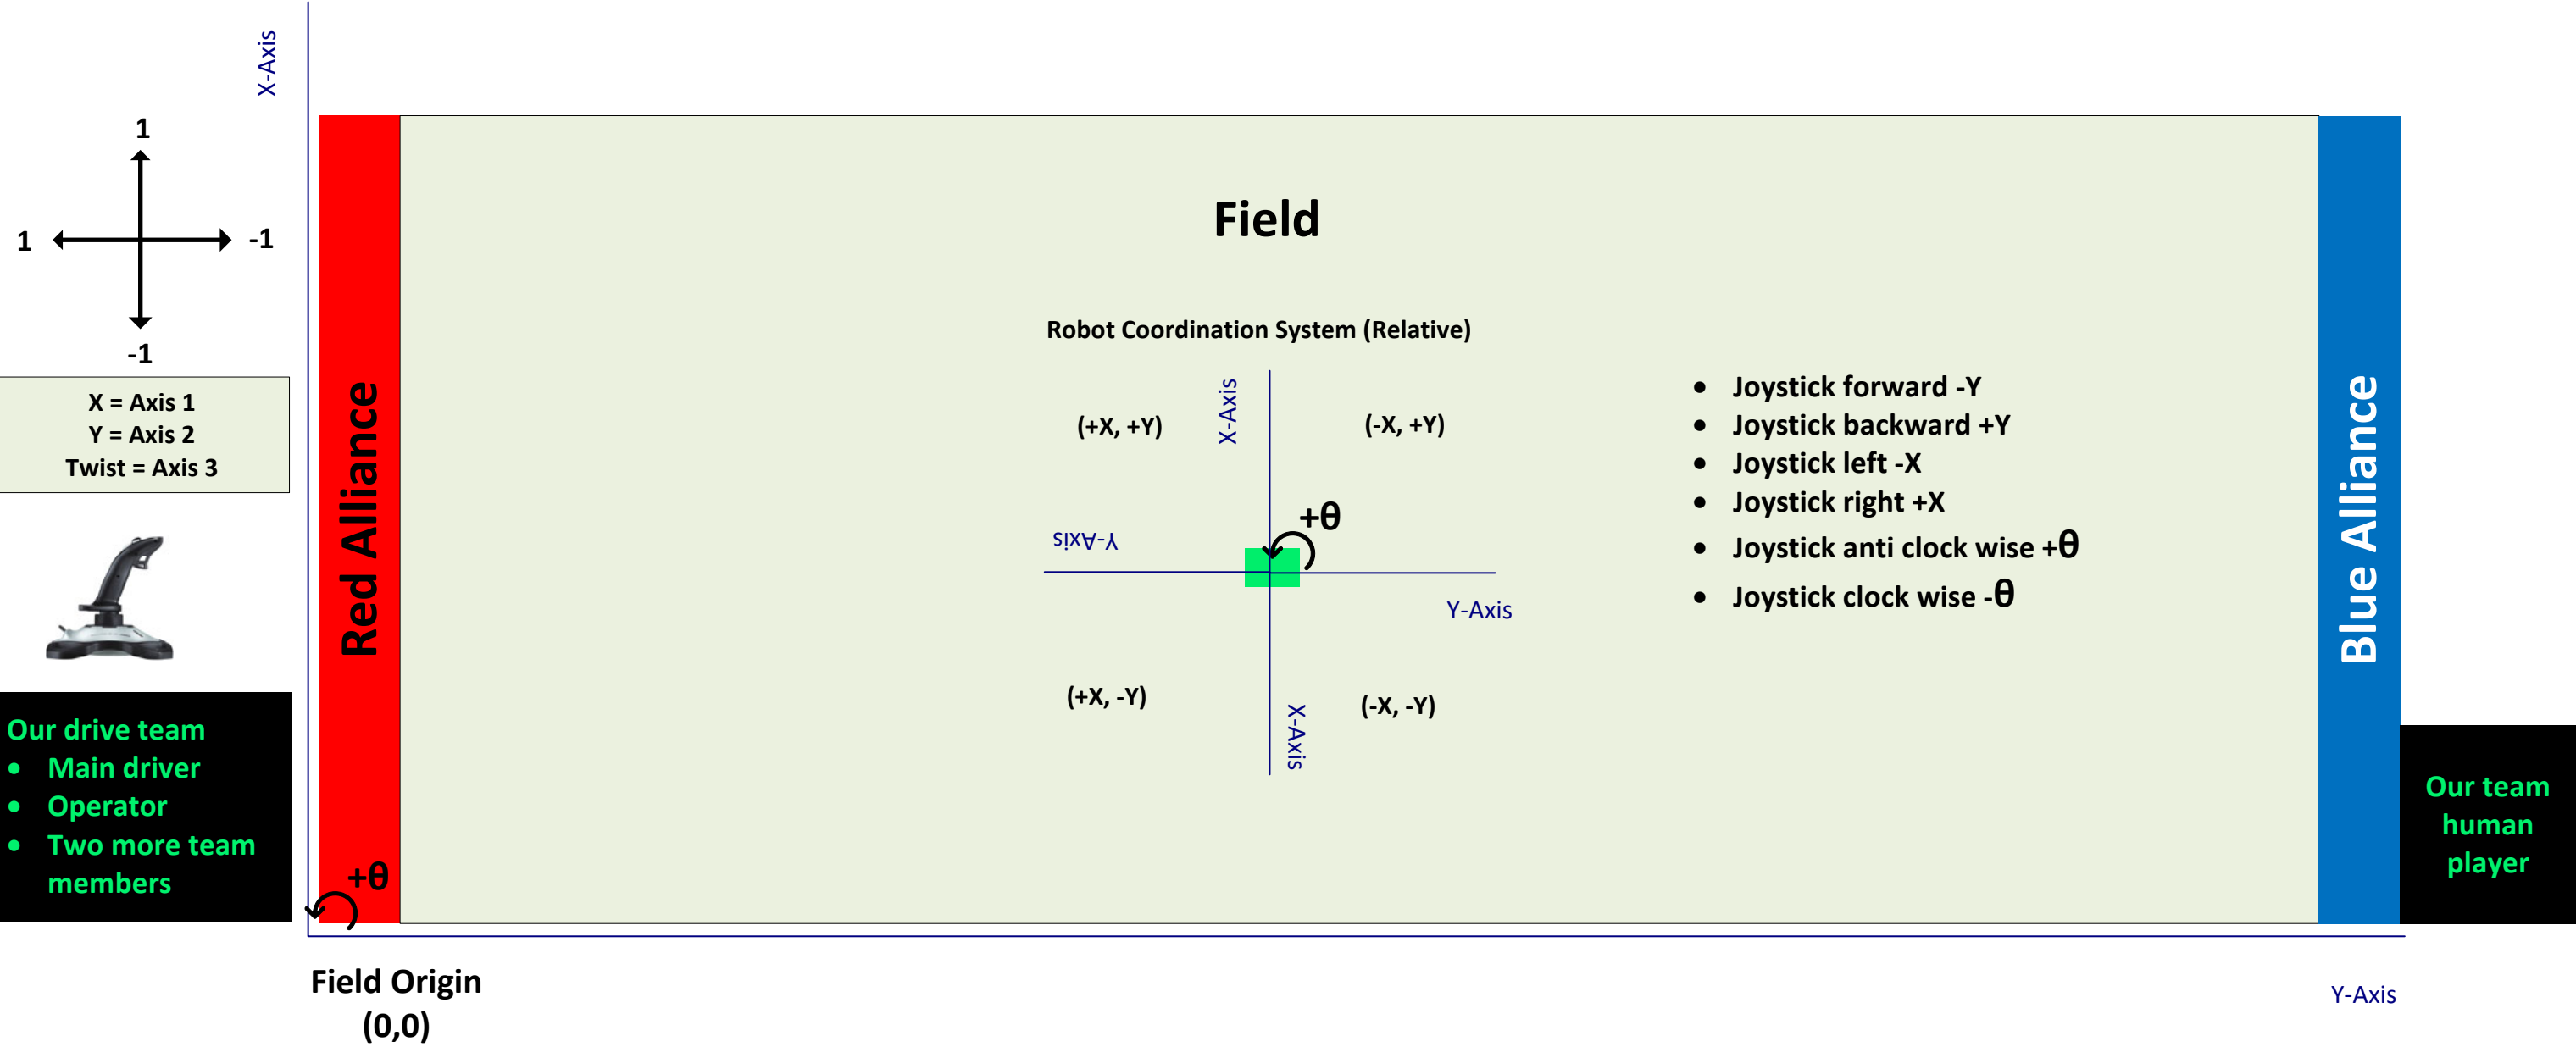 X-Axis
1
1
-1
-1
X = Axis 1
Y = Axis 2
Twist = Axis 3
Our drive team
• Main driver
• Operator
• Two more team
members
Red Alliance
+θ
Field Origin
(0,0)
Field
Robot Coordination System (Relative)
(+X, +Y)
X-Axis
(-X, +Y)
Y-Axis
+θ
Y-Axis
(+X, -Y)
X-Axis
(-X, -Y)
• Joystick forward -Y
• Joystick backward +Y
• Joystick left -X
• Joystick right +X
• Joystick anti clock wise +θ
• Joystick clock wise -θ
Blue Alliance
Our team
human
player
Y-Axis